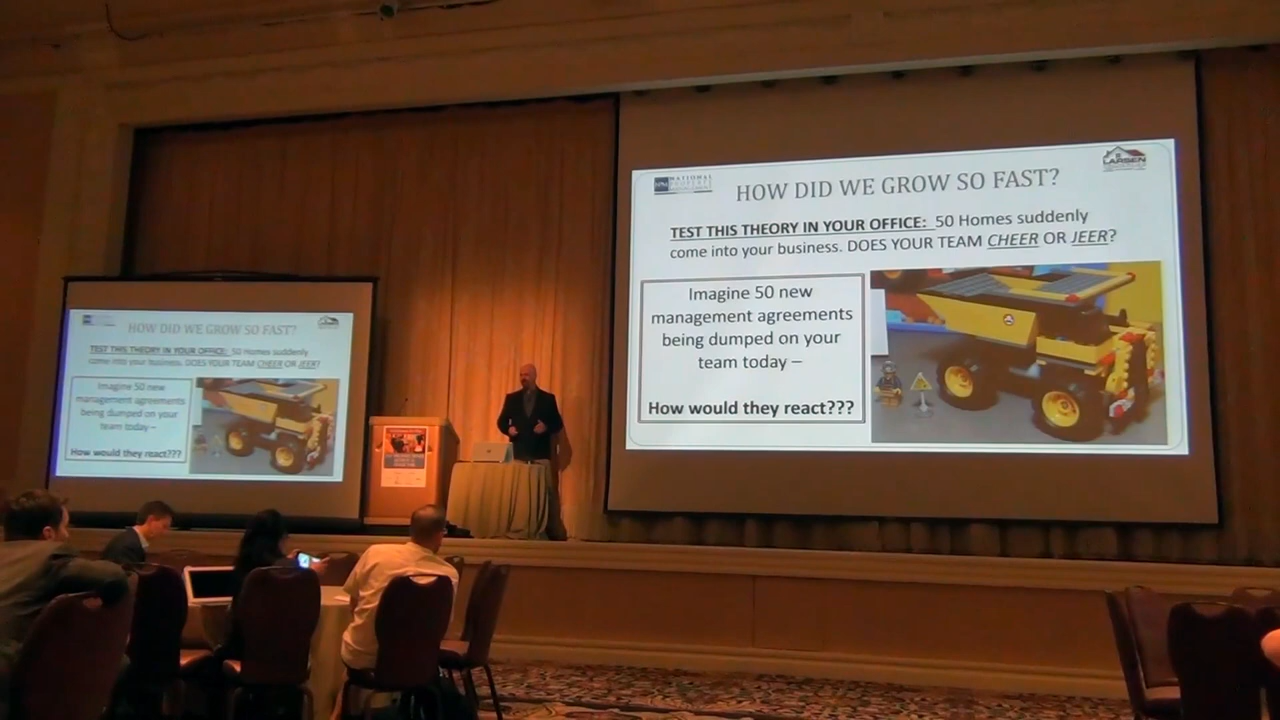 NATIONAL
PROPERTY
LARSEN
HOW DID WE GROW SO FAST?
TEST THIS THEORY IN YOUR OFFICE: 50 Homes suddenly
come into your business. DOES YOUR TEAM CHEER OR JEER?
Imagine 50 new
management agreements
being dumped on your
team today –
How would they react???
HOW DID WE GROW SO FAST?
TEST THIS THEORY IN YOUR OFFICE: 50 Homes suddenly
come into your business. DOES YOUR TEAM CHEER OR JEER?
Imagine 50 new
management agreements
being dumped on your
team today –
How would they react???